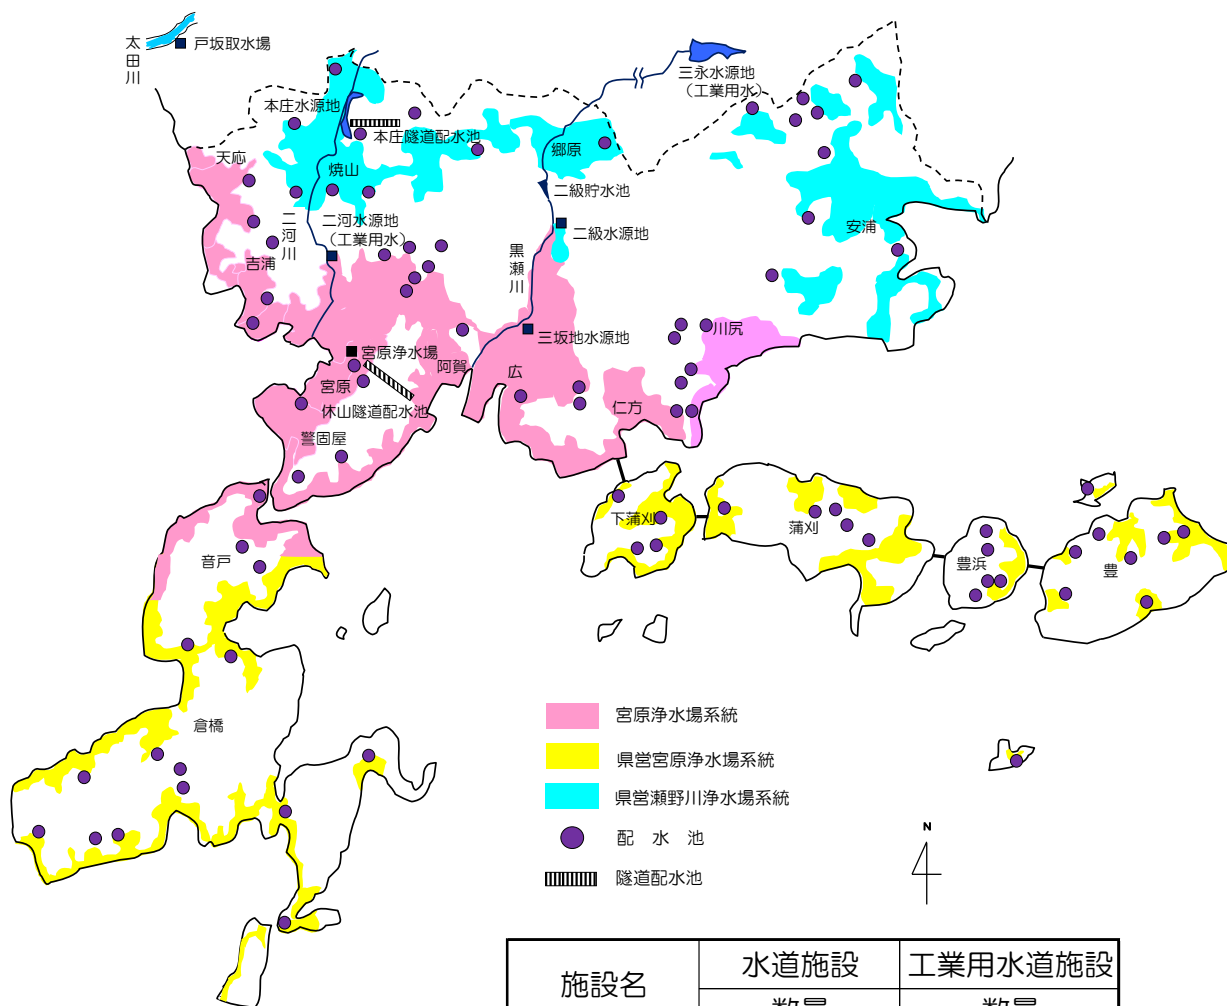 太田川
戸坂取水場
三永水源地
（工業用水）
本庄水源地
本庄隧道配水池
天応
焼山
郷原
二級貯水池
二河川
二河水源地
（工業用水）
二級水源地
安浦
黒瀬川
吉浦
三坂地水源地
川尻
宮原浄水場
阿賀
広
宮原
休山隧道配水池
仁方
警固屋
下蒲刈
蒲刈
音戸
豊浜
豊
倉橋
宮原浄水場系統
県営宮原浄水場系統
県営瀬野川浄水場系統
配水池
隧道配水池
N
施設名
水道施設
工業用水道施設
数量
数量